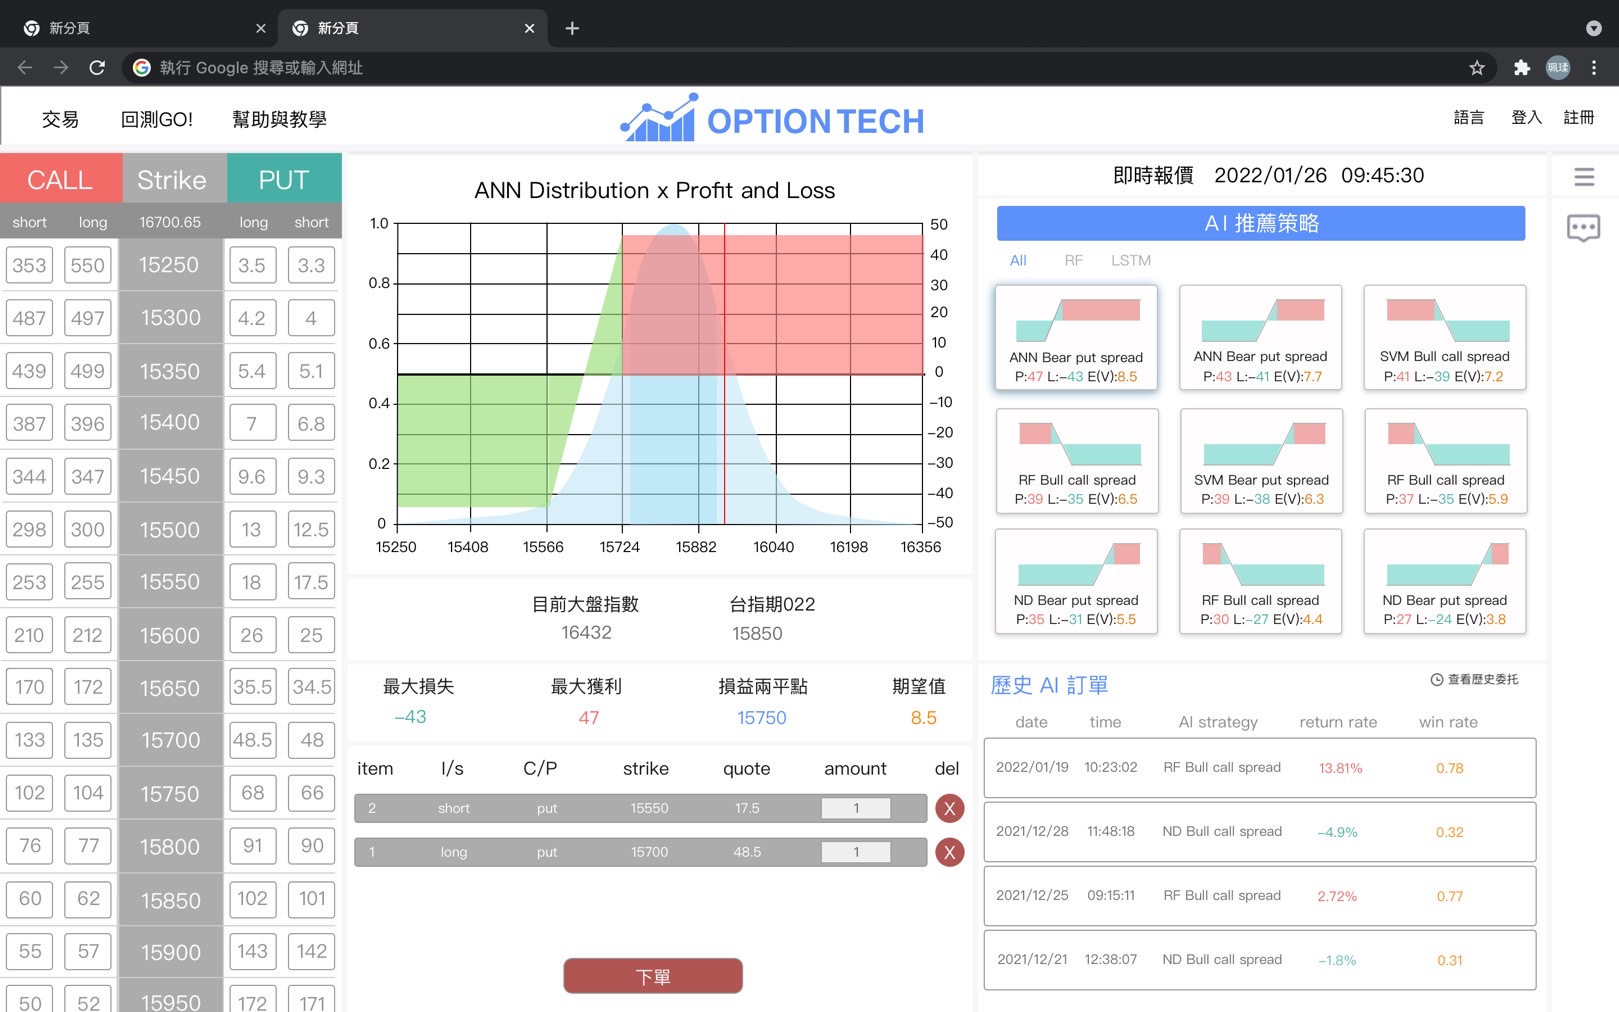 新分頁
新分頁
執行 Google 搜尋或輸入網址
珮瑈
交易 回測GO! 幫助與教學
OPTION TECH
語言 登入 註冊
CALL Strike PUT
short long 16700.65 long short
353 550 15250 3.5 3.3
487 497 15300 4.2 4
439 499 15350 5.4 5.1
387 396 15400 7 6.8
344 347 15450 9.6 9.3
298 300 15500 13 12.5
253 255 15550 18 17.5
210 212 15600 26 25
170 172 15650 35.5 34.5
133 135 15700 48.5 48
102 104 15750 68 66
76 77 15800 91 90
60 62 15850 102 101
55 57 15900 143 142
50 52 15950 172 171
ANN Distribution x Profit and Loss
1.0
0.8
0.6
0.4
0.2
0
50
40
30
20
10
0
−10
−20
−30
−40
−50
15250 15408 15566 15724 15882 16040 16198 16356
目前大盤指數 台指期022
16432 15850
最大損失 最大獲利 損益兩平點 期望值
−43 47 15750 8.5
item l/s C/P strike quote amount del
2 short put 15550 17.5 1 X
1 long put 15700 48.5 1 X
下單
即時報價 2022/01/26 09:45:30
AI 推薦策略
All RF LSTM
ANN Bear put spread
P:47 L:−43 E(V):8.5
ANN Bear put spread
P:43 L:−41 E(V):7.7
SVM Bull call spread
P:41 L:−39 E(V):7.2
RF Bull call spread
P:39 L:−35 E(V):6.5
SVM Bear put spread
P:39 L:−38 E(V):6.3
RF Bull call spread
P:37 L:−35 E(V):5.9
ND Bear put spread
P:35 L:−31 E(V):5.5
RF Bull call spread
P:30 L:−27 E(V):4.4
ND Bear put spread
P:27 L:−24 E(V):3.8
歷史 AI 訂單
查看歷史委托
date time AI strategy return rate win rate
2022/01/19 10:23:02 RF Bull call spread 13.81% 0.78
2021/12/28 11:48:18 ND Bull call spread −4.9% 0.32
2021/12/25 09:15:11 RF Bull call spread 2.72% 0.77
2021/12/21 12:38:07 ND Bull call spread −1.8% 0.31